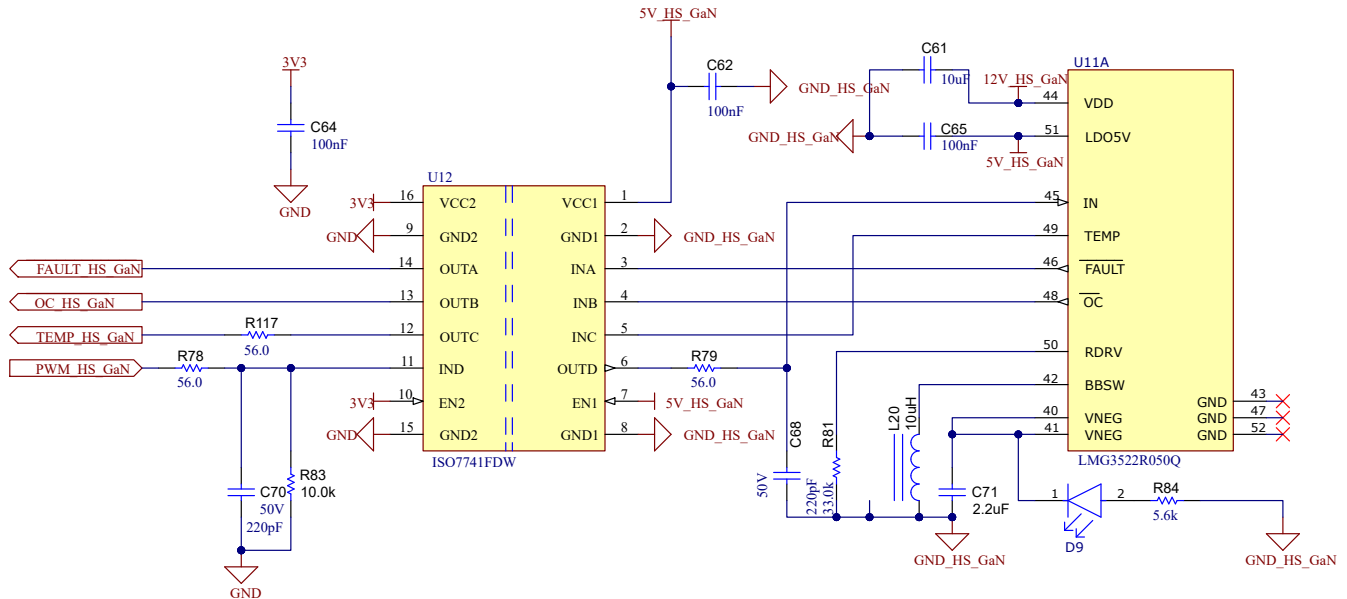 5V_HS_GaN
C61
U11A
3V3
C62
10uF
12V_HS_GaN
44
VDD
GND_HS_GaN
100nF
C64
100nF
GND_HS_GaN
C65
100nF
51
LDO5V
5V_HS_GaN
U12
GND
3V3
16
VCC2
VCC1
1
45
IN
GND
9
GND2
GND1
2
GND_HS_GaN
49
TEMP
FAULT_HS_GaN
14
OUTA
INA
3
46
FAULT
OC_HS_GaN
13
OUTB
INB
4
48
OC
TEMP_HS_GaN
R117
56.0
12
OUTC
INC
5
50
RDRV
PWM_HS_GaN
R78
56.0
11
IND
OUTD
6
R79
56.0
42
BBSW
3V3
10
EN2
EN1
7
5V_HS_GaN
GND
43
40
VNEG
GND
47
GND
15
GND2
GND1
8
GND_HS_GaN
41
VNEG
GND
52
ISO7741FDW
LMG3522R050Q
C68
50V
220pF
R81
33.0k
L20
10uH
C71
2.2uF
1
2
R84
5.6k
D9
R83
10.0k
C70
50V
220pF
GND_HS_GaN
GND_HS_GaN
GND